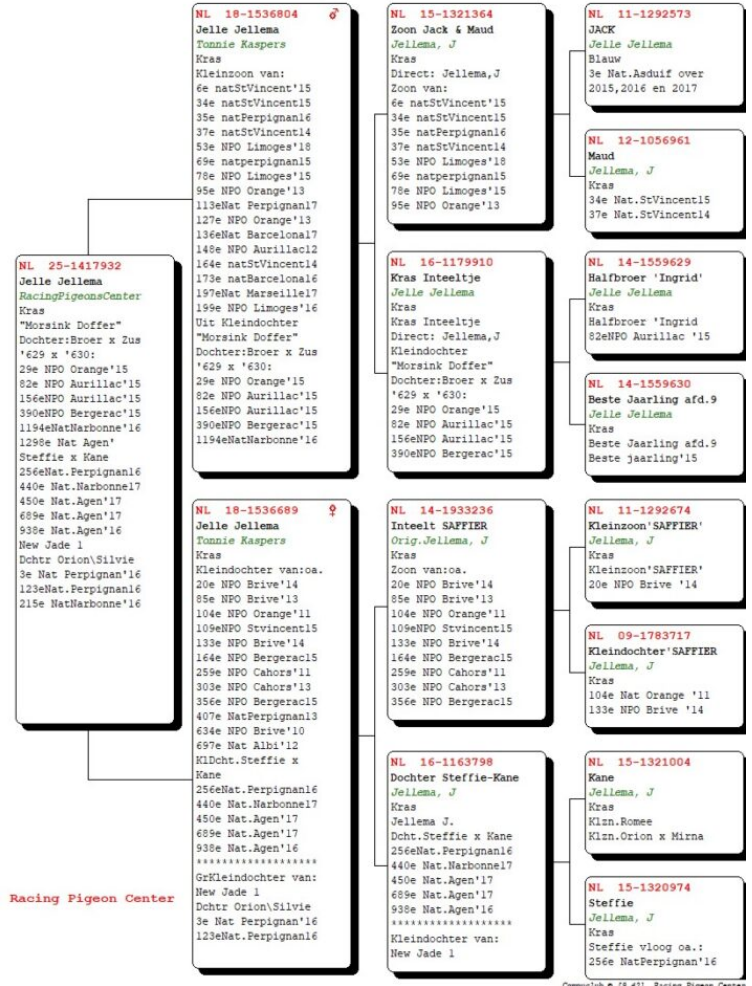 NL 25-1417932
Jelle Jellema
RacingPigeonsCenter
Kras
"Morsink Doffer"
Dochter:Broer x Zus
'629 x '630:
29e NPO Orange'15
82e NPO Aurillac'15
156eNPO Aurillac'15
390eNPO Bergerac'15
1194eNatNarbonne'16
1298e Nat Agen'
Steffie x Kane
256eNat.Perpignan16
440e Nat.Narbonne17
450e Nat.Agen'17
689e Nat.Agen'17
938e Nat.Agen'16
New Jade 1
Dchtr Orion\Silvie
3e Nat Perpignan'16
123eNat.Perpignan16
215e NatNarbonne'16
NL 18-1536804 ♂
Jelle Jellema
Tonnie Kaspers
Kras
Kleinzoon van:
6e natStVincent'15
34e natStVincent15
35e natPerpignan16
37e natStVincent14
53e NPO Limoges'18
69e natperpignan15
78e NPO Limoges'15
95e NPO Orange'13
113eNat Perpignan17
127e NPO Orange'13
136eNat Barcelona17
148e NPO Aurillac12
164e natStVincent14
173e natBarcelona16
197eNat Marseille17
199e NPO Limoges'16
Uit Kleindochter
"Morsink Doffer"
Dochter:Broer x Zus
'629 x '630:
29e NPO Orange'15
82e NPO Aurillac'15
156eNPO Aurillac'15
390eNPO Bergerac'15
1194eNatNarbonne'16
NL 18-1536689 ♀
Jelle Jellema
Tonnie Kaspers
Kras
Kleindochter van:oa.
20e NPO Brive'14
85e NPO Brive'13
104e NPO Orange'11
109eNPO Stvincent15
133e NPO Brive'14
164e NPO Bergerac15
259e NPO Cahors'11
303e NPO Cahors'13
356e NPO Bergerac15
407e NatPerpignan13
634e NPO Brive'10
697e Nat Albi'12
KlDcht.Steffie x
Kane
256eNat.Perpignan16
440e Nat.Narbonne17
450e Nat.Agen'17
689e Nat.Agen'17
938e Nat.Agen'16
*******************
GrKleindochter van:
New Jade 1
Dchtr Orion\Silvie
3e Nat Perpignan'16
123eNat.Perpignan16
NL 15-1321364
Zoon Jack & Maud
Jellema, J
Kras
Direct: Jellema,J
Zoon van:
6e natStVincent'15
34e natStVincent15
35e natPerpignan16
37e natStVincent14
53e NPO Limoges'18
69e natperpignan15
78e NPO Limoges'15
95e NPO Orange'13
NL 16-1179910
Kras Inteeltje
Jelle Jellema
Kras
Kras Inteeltje
Direct: Jellema,J
Kleindochter
"Morsink Doffer"
Dochter:Broer x Zus
'629 x '630:
29e NPO Orange'15
82e NPO Aurillac'15
156eNPO Aurillac'15
390eNPO Bergerac'15
NL 14-1933236
Inteelt SAFFIER
Orig.Jellema, J
Kras
Zoon van:oa.
20e NPO Brive'14
85e NPO Brive'13
104e NPO Orange'11
109eNPO Stvincent15
133e NPO Brive'14
164e NPO Bergerac15
259e NPO Cahors'11
303e NPO Cahors'13
356e NPO Bergerac15
NL 16-1163798
Dochter Steffie-Kane
Jellema, J
Kras
Jellema J.
Dcht.Steffie x Kane
256eNat.Perpignan16
440e Nat.Narbonne17
450e Nat.Agen'17
689e Nat.Agen'17
938e Nat.Agen'16
*******************
Kleindochter van:
New Jade 1
NL 11-1292573
JACK
Jelle Jellema
Blauw
3e Nat.Asduif over
2015,2016 en 2017
NL 12-1056961
Maud
Jellema, J
Kras
34e Nat.StVincent15
37e Nat.StVincent14
NL 14-1559629
Halfbroer 'Ingrid'
Jelle Jellema
Kras
Halfbroer 'Ingrid
82eNPO Aurillac '15
NL 14-1559630
Beste Jaarling afd.9
Jelle Jellema
Kras
Beste Jaarling afd.9
Beste jaarling'15
NL 11-1292674
Kleinzoon'SAFFIER'
Jellema, J
Kras
Kleinzoon'SAFFIER'
20e NPO Brive '14
NL 09-1783717
Kleindochter'SAFFIER
Jellema, J
Kras
104e Nat Orange '11
133e NPO Brive '14
NL 15-1321004
Kane
Jellema, J
Kras
Klzn.Romee
Klzn.Orion x Mirna
NL 15-1320974
Steffie
Jellema, J
Kras
Steffie vloog oa.:
256e NatPerpignan'16
Racing Pigeon Center
Racing Pigeon Center